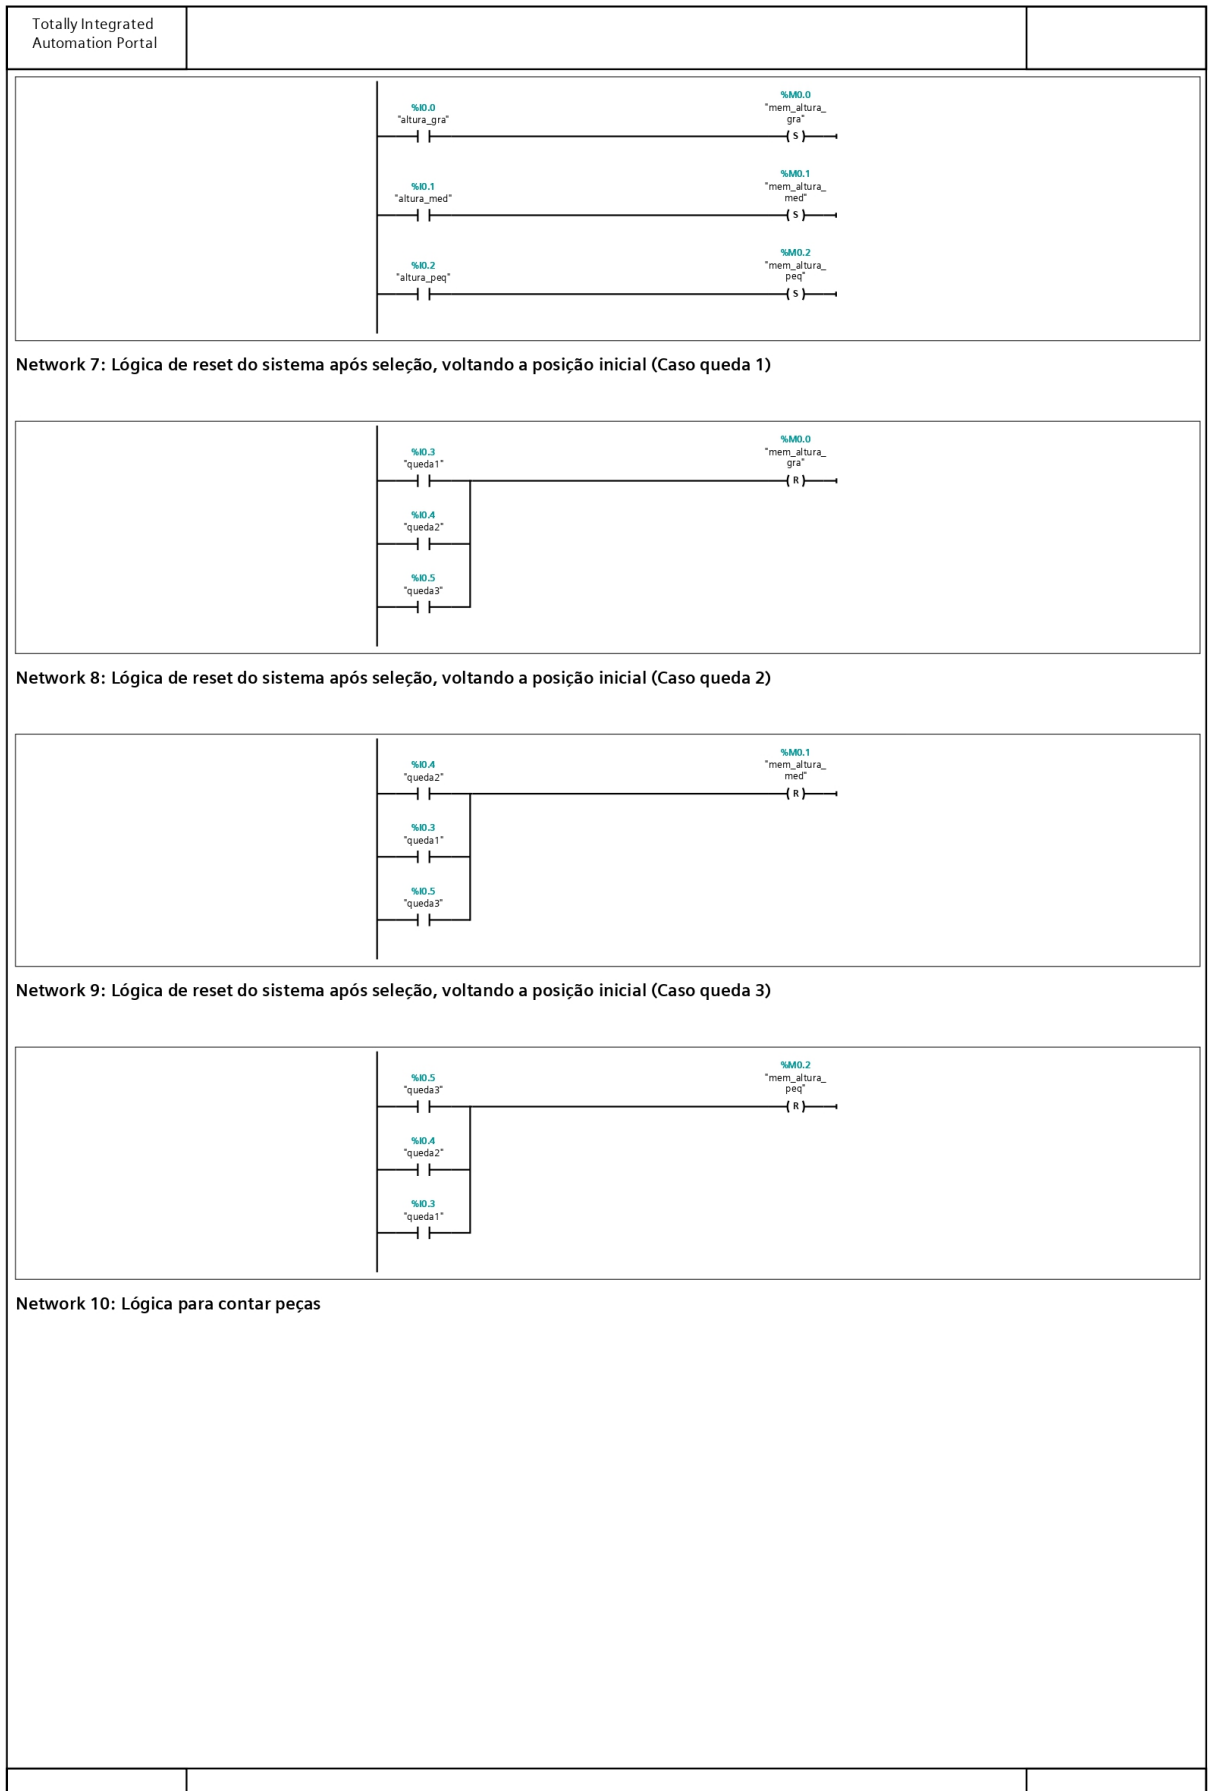 Totally Integrated
Automation Portal
%I0.0
"altura_gra"
%M0.0
"mem_altura_
gra"
S
%I0.1
"altura_med"
%M0.1
"mem_altura_
med"
S
%I0.2
"altura_peq"
%M0.2
"mem_altura_
peq"
S
Network 7: Lógica de reset do sistema após seleção, voltando a posição inicial (Caso queda 1)
%I0.3
"queda1"
%M0.0
"mem_altura_
gra"
R
%I0.4
"queda2"
%I0.5
"queda3"
Network 8: Lógica de reset do sistema após seleção, voltando a posição inicial (Caso queda 2)
%I0.4
"queda2"
%M0.1
"mem_altura_
med"
R
%I0.3
"queda1"
%I0.5
"queda3"
Network 9: Lógica de reset do sistema após seleção, voltando a posição inicial (Caso queda 3)
%I0.5
"queda3"
%M0.2
"mem_altura_
peq"
R
%I0.4
"queda2"
%I0.3
"queda1"
Network 10: Lógica para contar peças